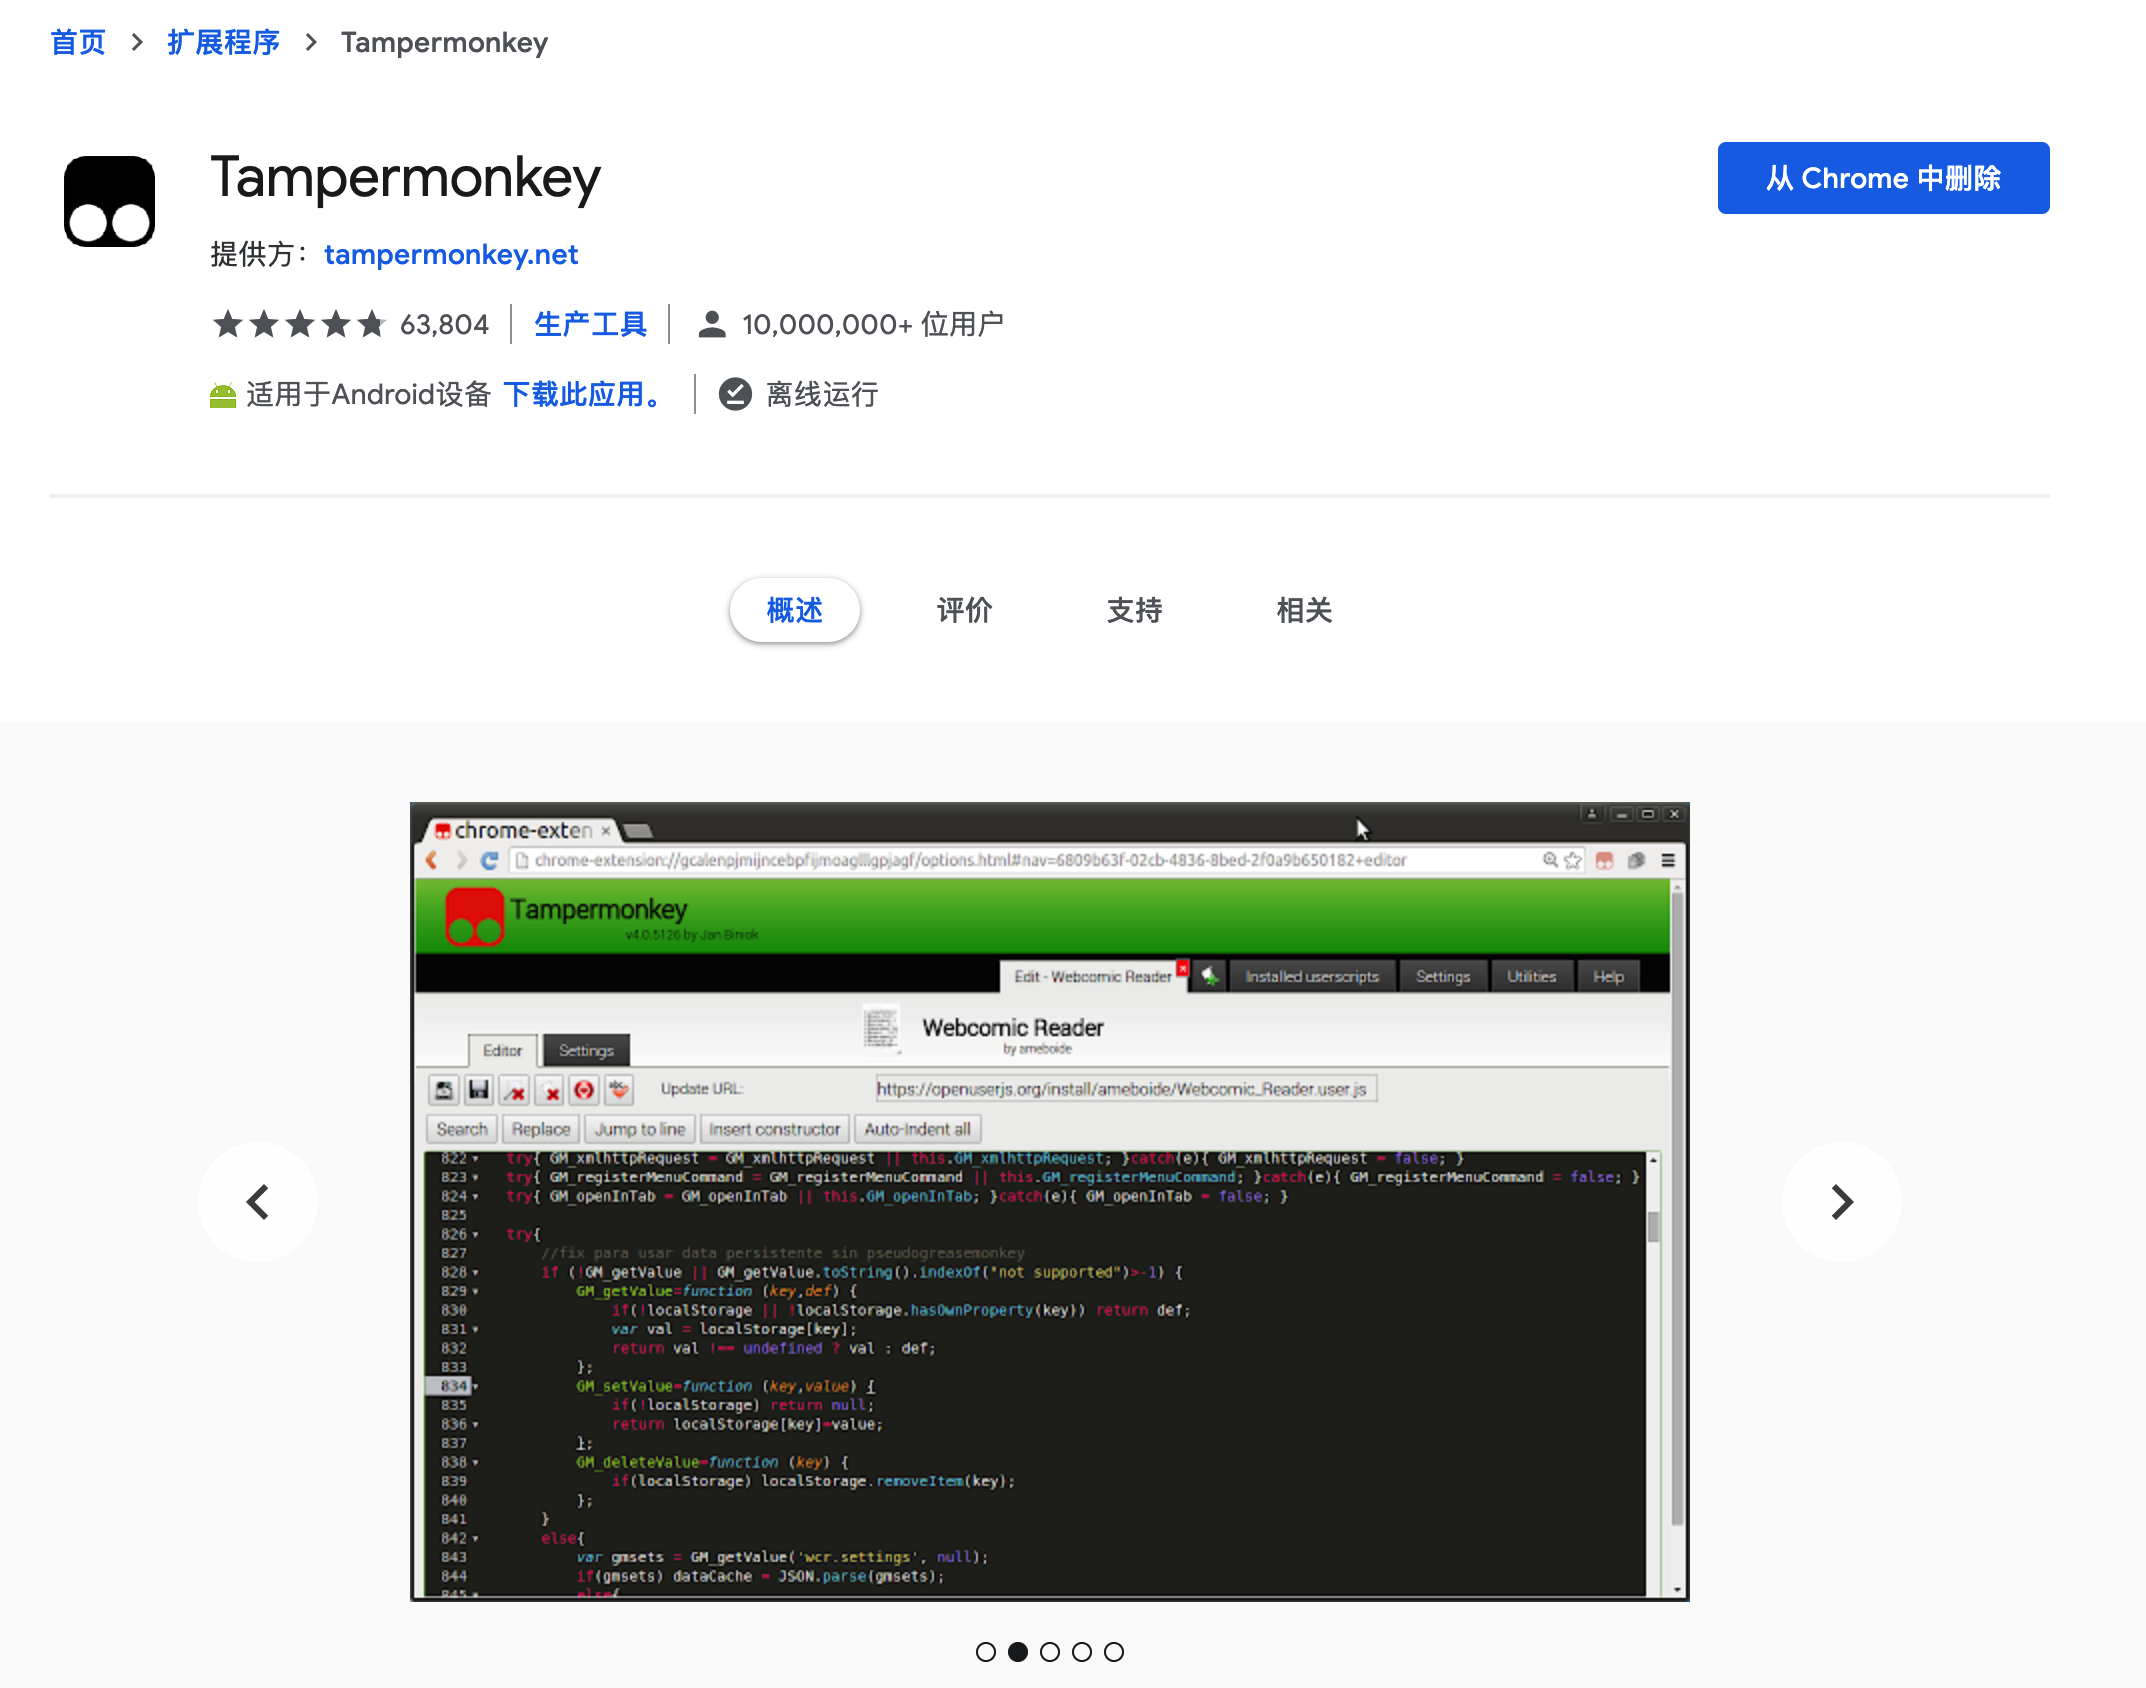 首页 > 扩展程序 > Tampermonkey
Tampermonkey
从 Chrome 中删除
提供方： tampermonkey.net
63,804 生产工具 10,000,000+ 位用户
适用于Android设备 下载此应用。 离线运行
概述 评价 支持 相关
chrome-exten
chrome-extension://gcalenpjmijncebpfijmoaglllgpjagf/options.html#nav=6809b63f-02cb-4836-8bed-2f0a9b650182+editor
Tampermonkey
v4.0.5126 by Jan Biniok
Edit - Webcomic Reader Installed userscripts Settings Utilities Help
Webcomic Reader
by ameboide
Editor Settings
Update URL: https://openuserjs.org/install/ameboide/Webcomic_Reader.user.js
Search Replace Jump to line Insert constructor Auto-Indent all
822 try{ GM_xmlhttpRequest = GM_xmlhttpRequest || this.GM_xmlhttpRequest; }catch(e){ GM_xmlhttpRequest = false; }
823 try{ GM_registerMenuCommand = GM_registerMenuCommand || this.GM_registerMenuCommand; }catch(e){ GM_registerMenuCommand = false; }
824 try{ GM_openInTab = GM_openInTab || this.GM_openInTab; }catch(e){ GM_openInTab = false; }
825
826 try{
827 //fix para usar data persistente sin pseudogreasemonkey
828 if (!GM_getValue || GM_getValue.toString().indexOf("not supported")>-1) {
829 GM_getValue=function (key,def) {
830 if(!localStorage || !localStorage.hasOwnProperty(key)) return def;
831 var val = localStorage[key];
832 return val !== undefined ? val : def;
833 };
834 GM_setValue=function (key,value) {
835 if(!localStorage) return null;
836 return localStorage[key]=value;
837 };
838 GM_deleteValue=function (key) {
839 if(localStorage) localStorage.removeItem(key);
840 };
841 }
842 else{
843 var gmsets = GM_getValue('wcr.settings', null);
844 if(gmsets) dataCache = JSON.parse(gmsets);
845 else{